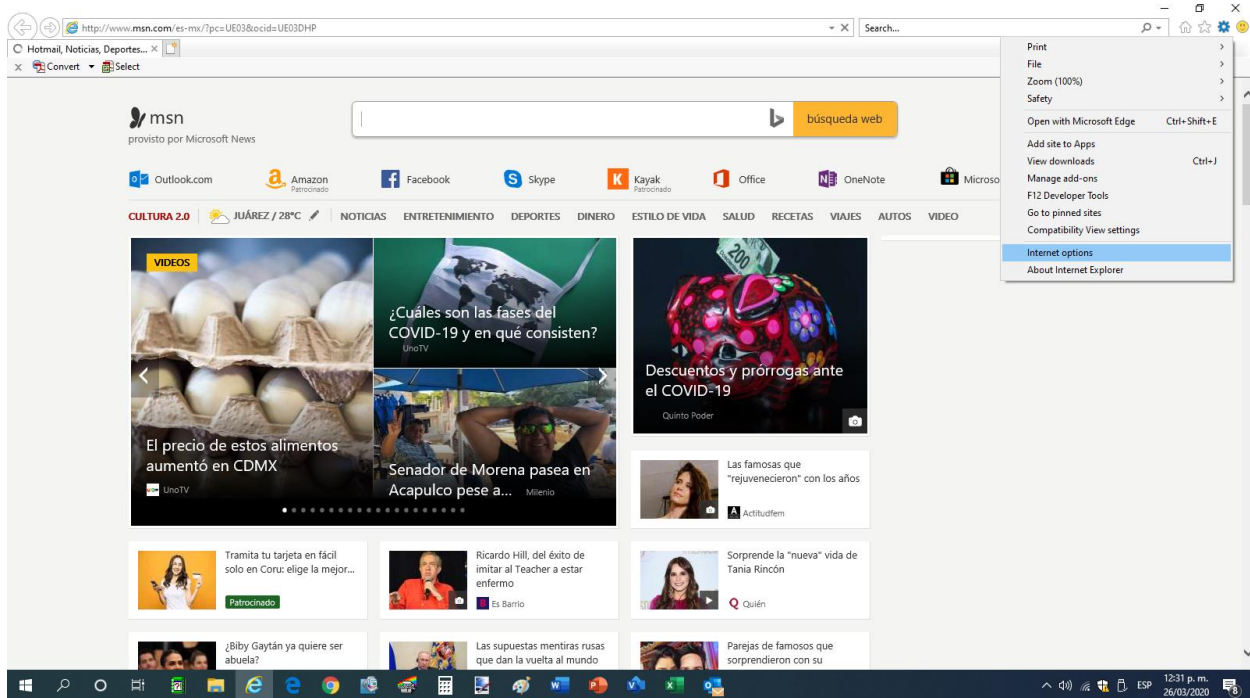 http://www.msn.com/es-mx/?pc=UE03&ocid=UE03DHP
Search...
Hotmail, Noticias, Deportes...
Convert
Select
Print
File
Zoom (100%)
Safety
Open with Microsoft Edge Ctrl+Shift+E
Add site to Apps
View downloads Ctrl+J
Manage add-ons
F12 Developer Tools
Go to pinned sites
Compatibility View settings
Internet options
About Internet Explorer
msn
provisto por Microsoft News
búsqueda web
Outlook.com
Amazon
Patrocinado
Facebook
Skype
Kayak
Patrocinado
Office
OneNote
Microso
CULTURA 2.0 JUÁREZ / 28°C NOTICIAS ENTRETENIMIENTO DEPORTES DINERO ESTILO DE VIDA SALUD RECETAS VIAJES AUTOS VIDEO
VIDEOS
El precio de estos alimentos
aumentó en CDMX
UnoTV
¿Cuáles son las fases del
COVID-19 y en qué consisten?
UnoTV
Senador de Morena pasea en
Acapulco pese a... Milenio
200
Descuentos y prórrogas ante
el COVID-19
Quinto Poder
Las famosas que
"rejuvenecieron" con los años
Actitudfem
Tramita tu tarjeta en fácil
solo en Coru: elige la mejor...
Patrocinado
Ricardo Hill, del éxito de
imitar al Teacher a estar
enfermo
Es Barrio
Sorprende la "nueva" vida de
Tania Rincón
Quién
¿Biby Gaytán ya quiere ser
abuela?
Las supuestas mentiras rusas
que dan la vuelta al mundo
Parejas de famosos que
sorprendieron con su
ESP
12:31 p. m.
26/03/2020